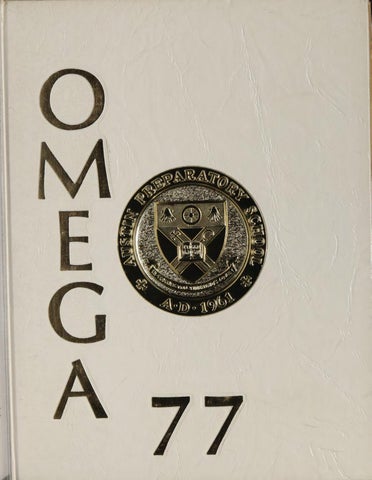 OMEGA
AUSTIN PREPARATORY SCHOOL
A·D·1961
77